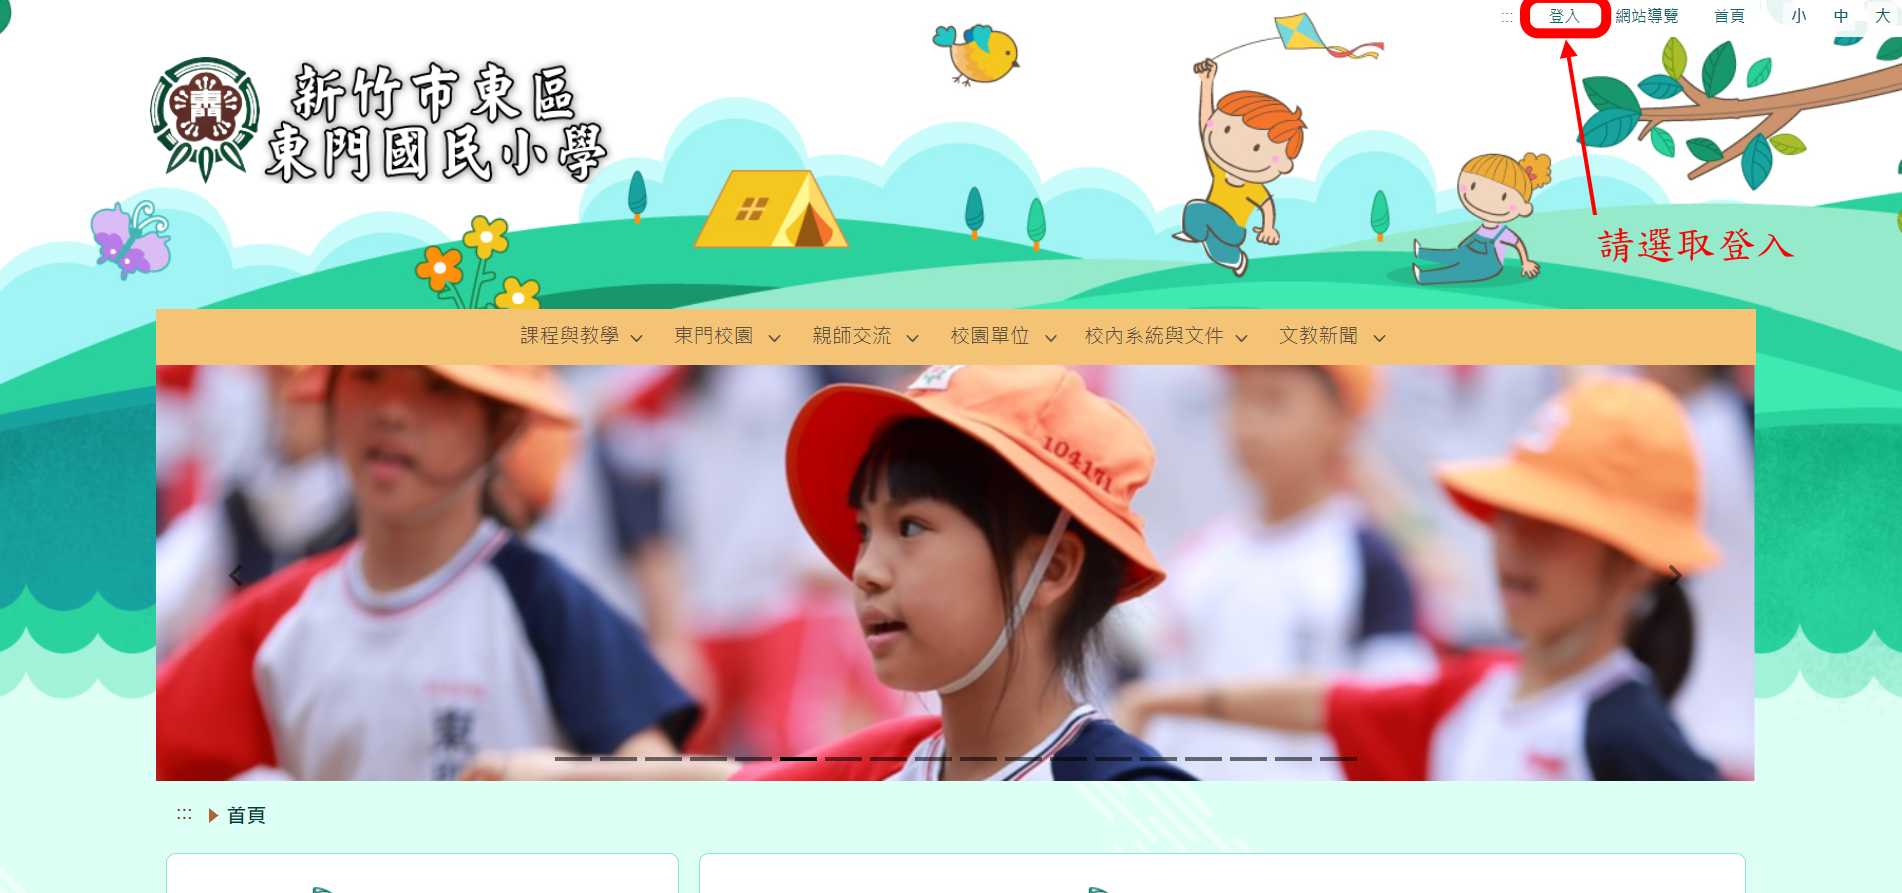 ::: 登入 網站導覽 首頁 小 中 大
新竹市東區
東門國民小學
請選取登入
課程與教學 東門校園 親師交流 校園單位 校內系統與文件 文教新聞
104171
東
::: 首頁